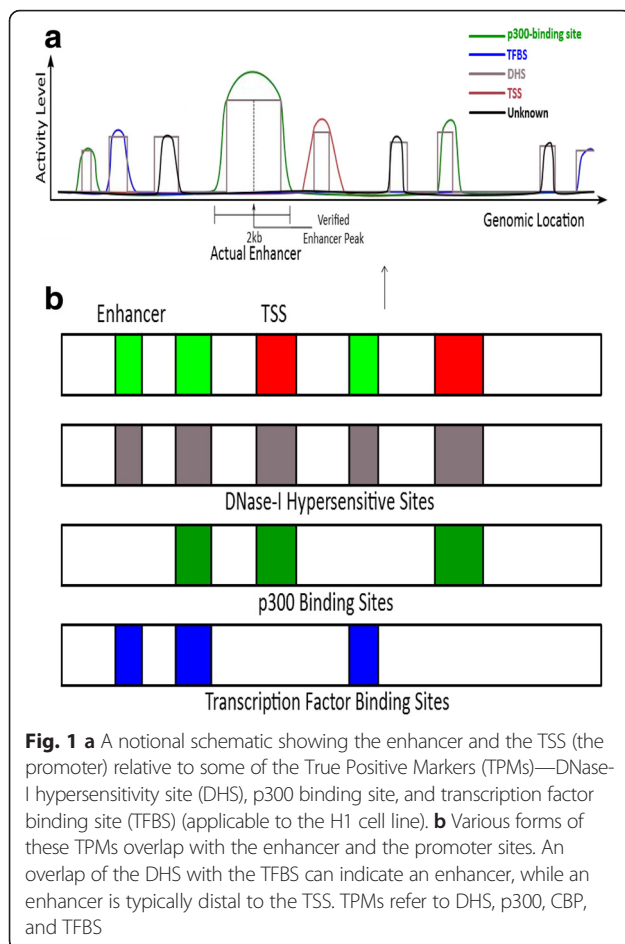 a
p300-binding site
TFBS
DHS
TSS
Unknown
Activity Level
Genomic Location
2kb
Verified
Enhancer Peak
Actual Enhancer
b
Enhancer TSS
DNase-I Hypersensitive Sites
p300 Binding Sites
Transcription Factor Binding Sites
Fig. 1 a A notional schematic showing the enhancer and the TSS (the
promoter) relative to some of the True Positive Markers (TPMs)—DNase-
I hypersensitivity site (DHS), p300 binding site, and transcription factor
binding site (TFBS) (applicable to the H1 cell line). b Various forms of
these TPMs overlap with the enhancer and the promoter sites. An
overlap of the DHS with the TFBS can indicate an enhancer, while an
enhancer is typically distal to the TSS. TPMs refer to DHS, p300, CBP,
and TFBS